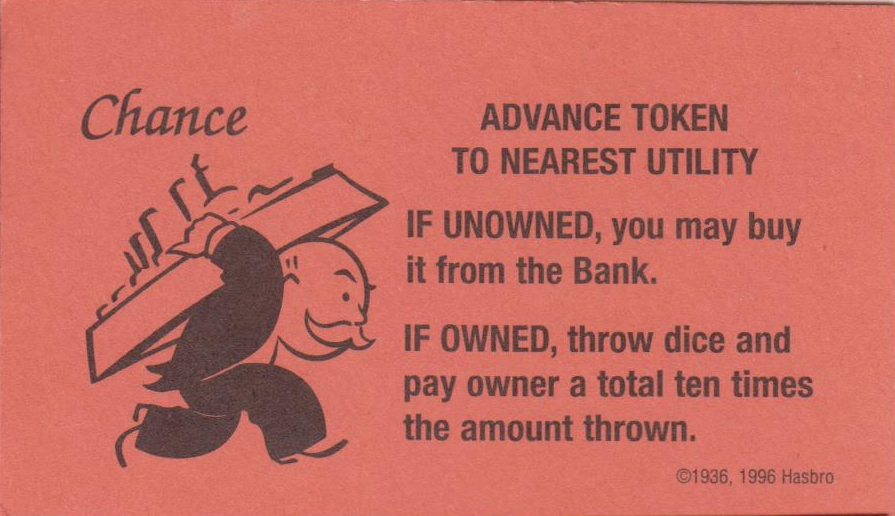 Chance
ADVANCE TOKEN
TO NEAREST UTILITY
IF UNOWNED, you may buy
it from the Bank.
IF OWNED, throw dice and
pay owner a total ten times
the amount thrown.
©1936, 1996 Hasbro